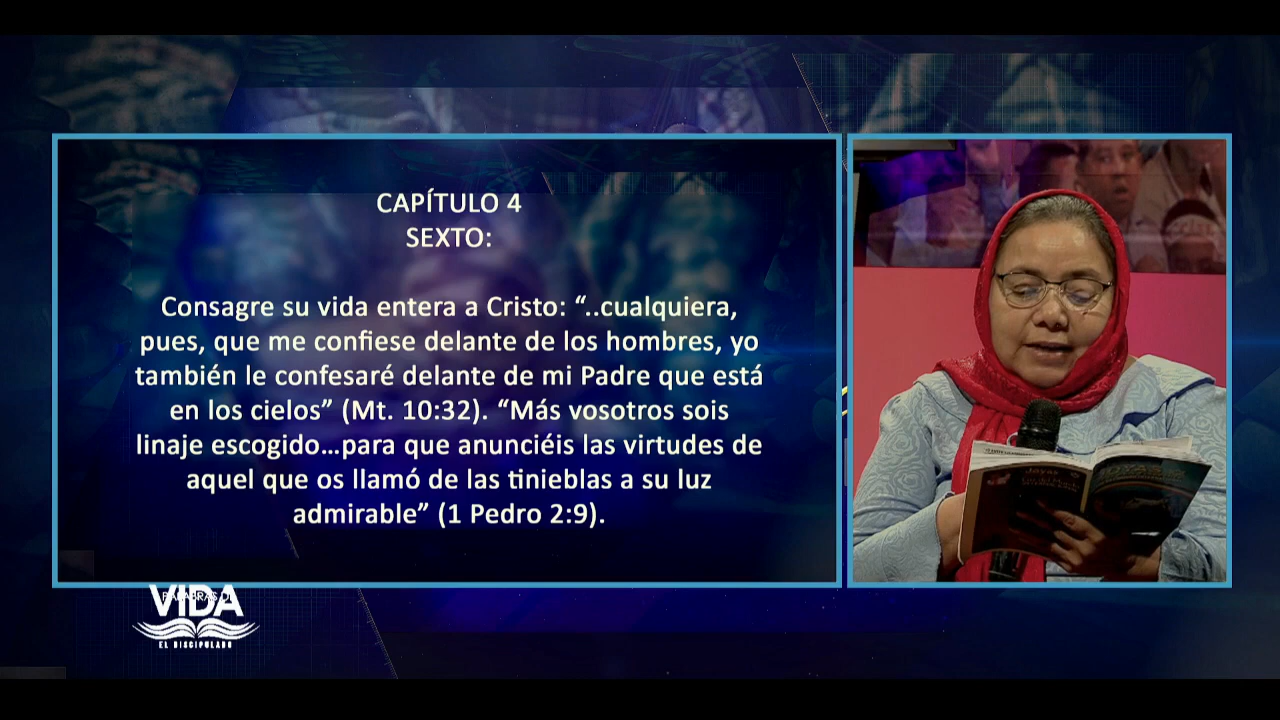 CAPÍTULO 4
SEXTO:
Consagre su vida entera a Cristo: “..cualquiera,
pues, que me confiese delante de los hombres, yo
también le confesaré delante de mi Padre que está
en los cielos” (Mt. 10:32). “Más vosotros sois
linaje escogido...para que anunciéis las virtudes de
aquel que os llamó de las tinieblas a su luz
admirable” (1 Pedro 2:9).
PALABRAS DE
VIDA
EL DISCIPULADO